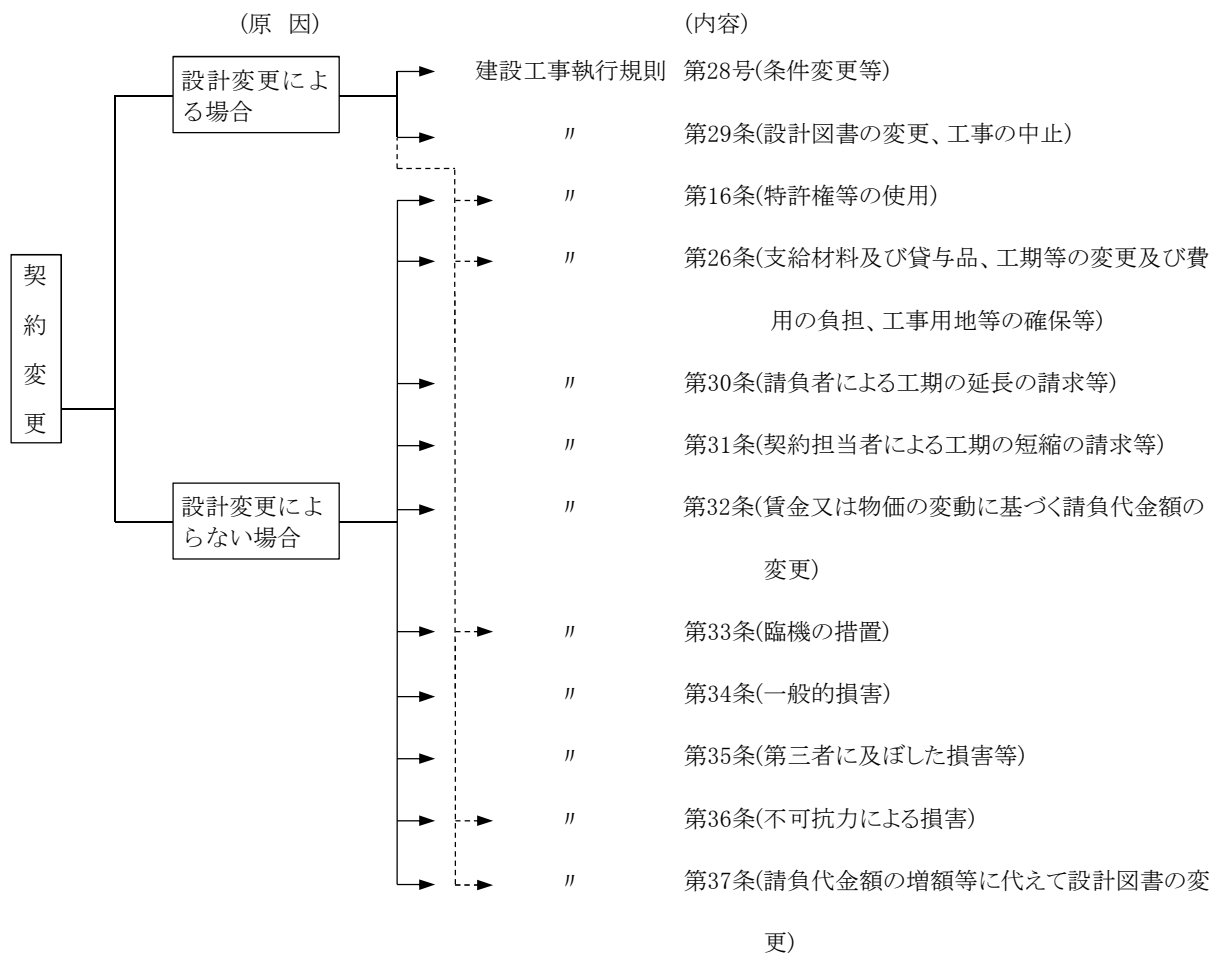 (原 因)
(内容)
設計変更によ
る場合
建設工事執行規則 第28号(条件変更等)
〃 第29条(設計図書の変更、工事の中止)
〃 第16条(特許権等の使用)
〃 第26条(支給材料及び貸与品、工期等の変更及び費
用の負担、工事用地等の確保等)
契
約
変
更
〃 第30条(請負者による工期の延長の請求等)
〃 第31条(契約担当者による工期の短縮の請求等)
設計変更によ
らない場合
〃 第32条(賃金又は物価の変動に基づく請負代金額の
変更)
〃 第33条(臨機の措置)
〃 第34条(一般的損害)
〃 第35条(第三者に及ぼした損害等)
〃 第36条(不可抗力による損害)
〃 第37条(請負代金額の増額等に代えて設計図書の変
更)